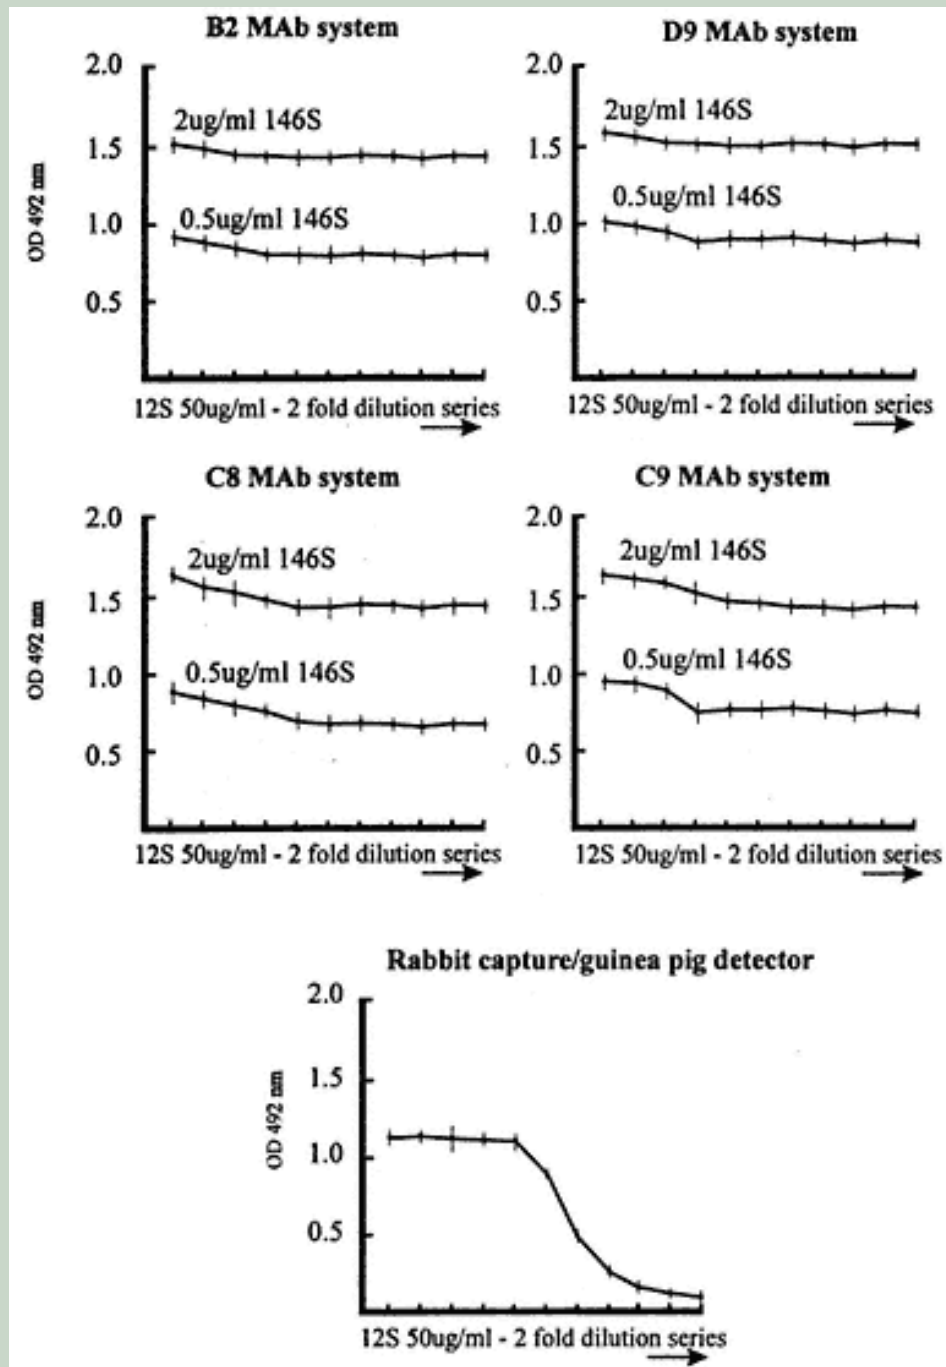 B2 MAb system
2.0
2ug/ml 146S
1.5
0.5ug/ml 146S
1.0
0.5
OD 492 nm
12S 50ug/ml - 2 fold dilution series
D9 MAb system
2.0
2ug/ml 146S
1.5
0.5ug/ml 146S
1.0
0.5
12S 50ug/ml - 2 fold dilution series
C8 MAb system
2.0
2ug/ml 146S
1.5
0.5ug/ml 146S
1.0
0.5
OD 492 nm
12S 50ug/ml - 2 fold dilution series
C9 MAb system
2.0
2ug/ml 146S
1.5
0.5ug/ml 146S
1.0
0.5
12S 50ug/ml - 2 fold dilution series
Rabbit capture/guinea pig detector
2.0
1.5
1.0
0.5
OD 492 nm
12S 50ug/ml - 2 fold dilution series